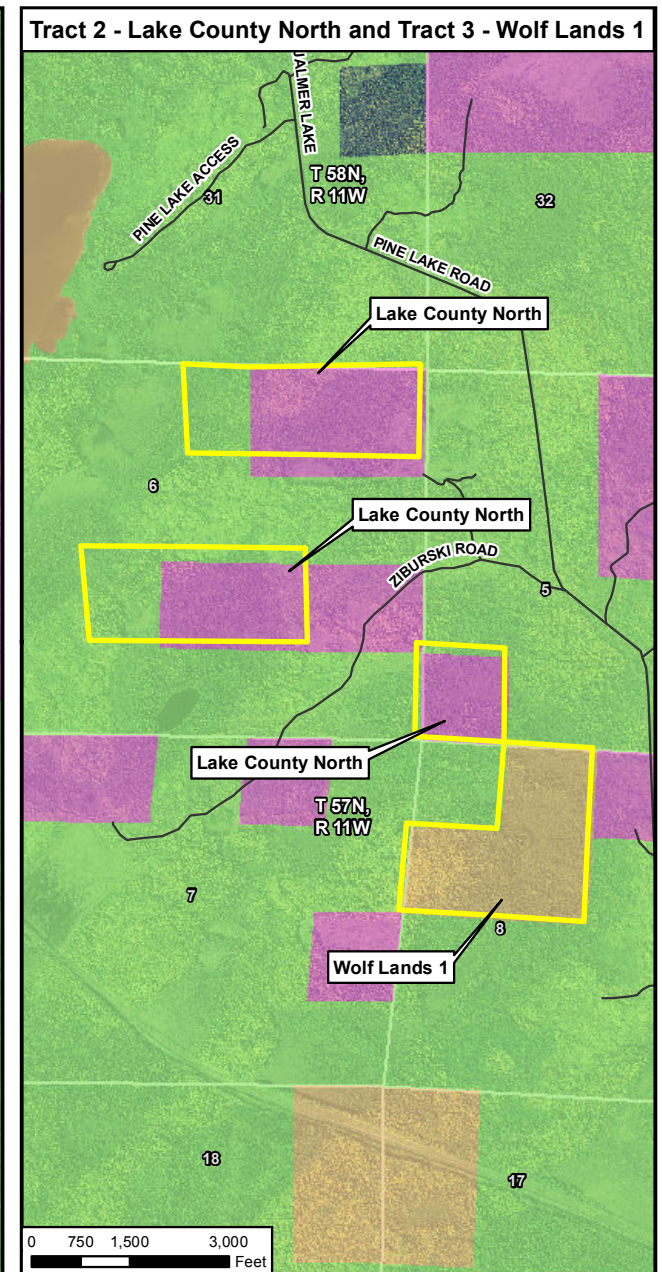 Tract 2 - Lake County North and Tract 3 - Wolf Lands 1
JALMER LAKE
PINE LAKE ACCESS
T 58N,
R 11W
31
32
PINE LAKE ROAD
Lake County North
6
Lake County North
ZIBURSKI ROAD
5
Lake County North
T 57N,
R 11W
7
8
Wolf Lands 1
18
17
0 750 1,500 3,000
Feet